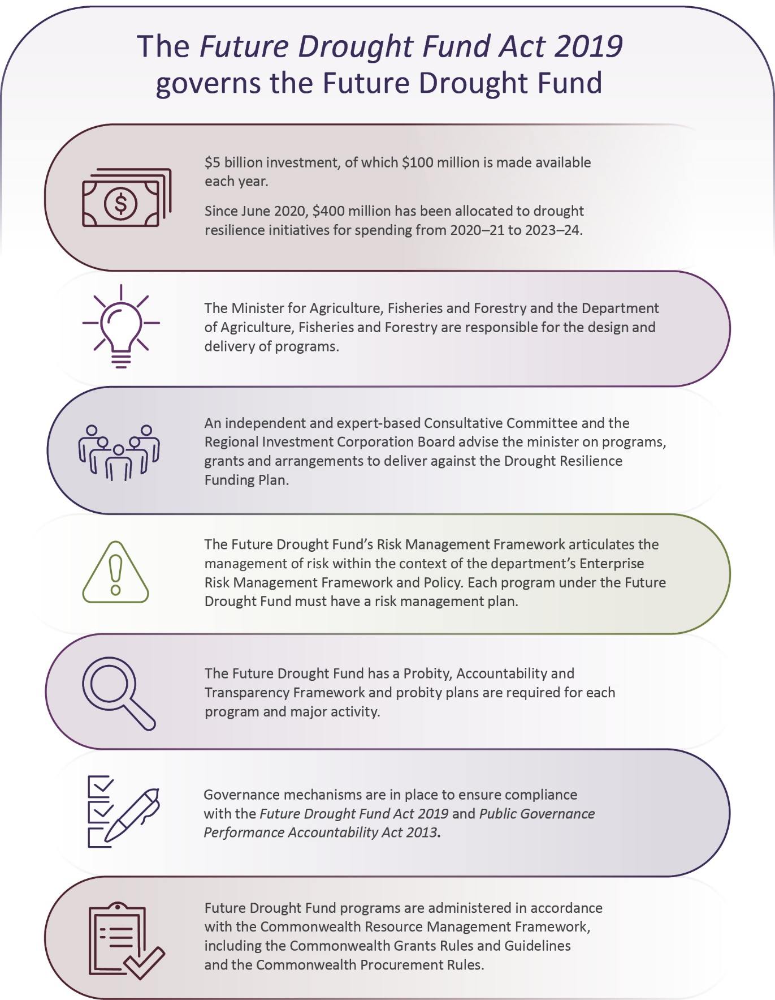 The Future Drought Fund Act 2019
governs the Future Drought Fund
$5 billion investment, of which $100 million is made available
each year.
Since June 2020, $400 million has been allocated to drought
resilience initiatives for spending from 2020–21 to 2023–24.
The Minister for Agriculture, Fisheries and Forestry and the Department
of Agriculture, Fisheries and Forestry are responsible for the design and
delivery of programs.
An independent and expert-based Consultative Committee and the
Regional Investment Corporation Board advise the minister on programs,
grants and arrangements to deliver against the Drought Resilience
Funding Plan.
The Future Drought Fund’s Risk Management Framework articulates the
management of risk within the context of the department’s Enterprise
Risk Management Framework and Policy. Each program under the Future
Drought Fund must have a risk management plan.
The Future Drought Fund has a Probity, Accountability and
Transparency Framework and probity plans are required for each
program and major activity.
Governance mechanisms are in place to ensure compliance
with the Future Drought Fund Act 2019 and Public Governance
Performance Accountability Act 2013.
Future Drought Fund programs are administered in accordance
with the Commonwealth Resource Management Framework,
including the Commonwealth Grants Rules and Guidelines
and the Commonwealth Procurement Rules.